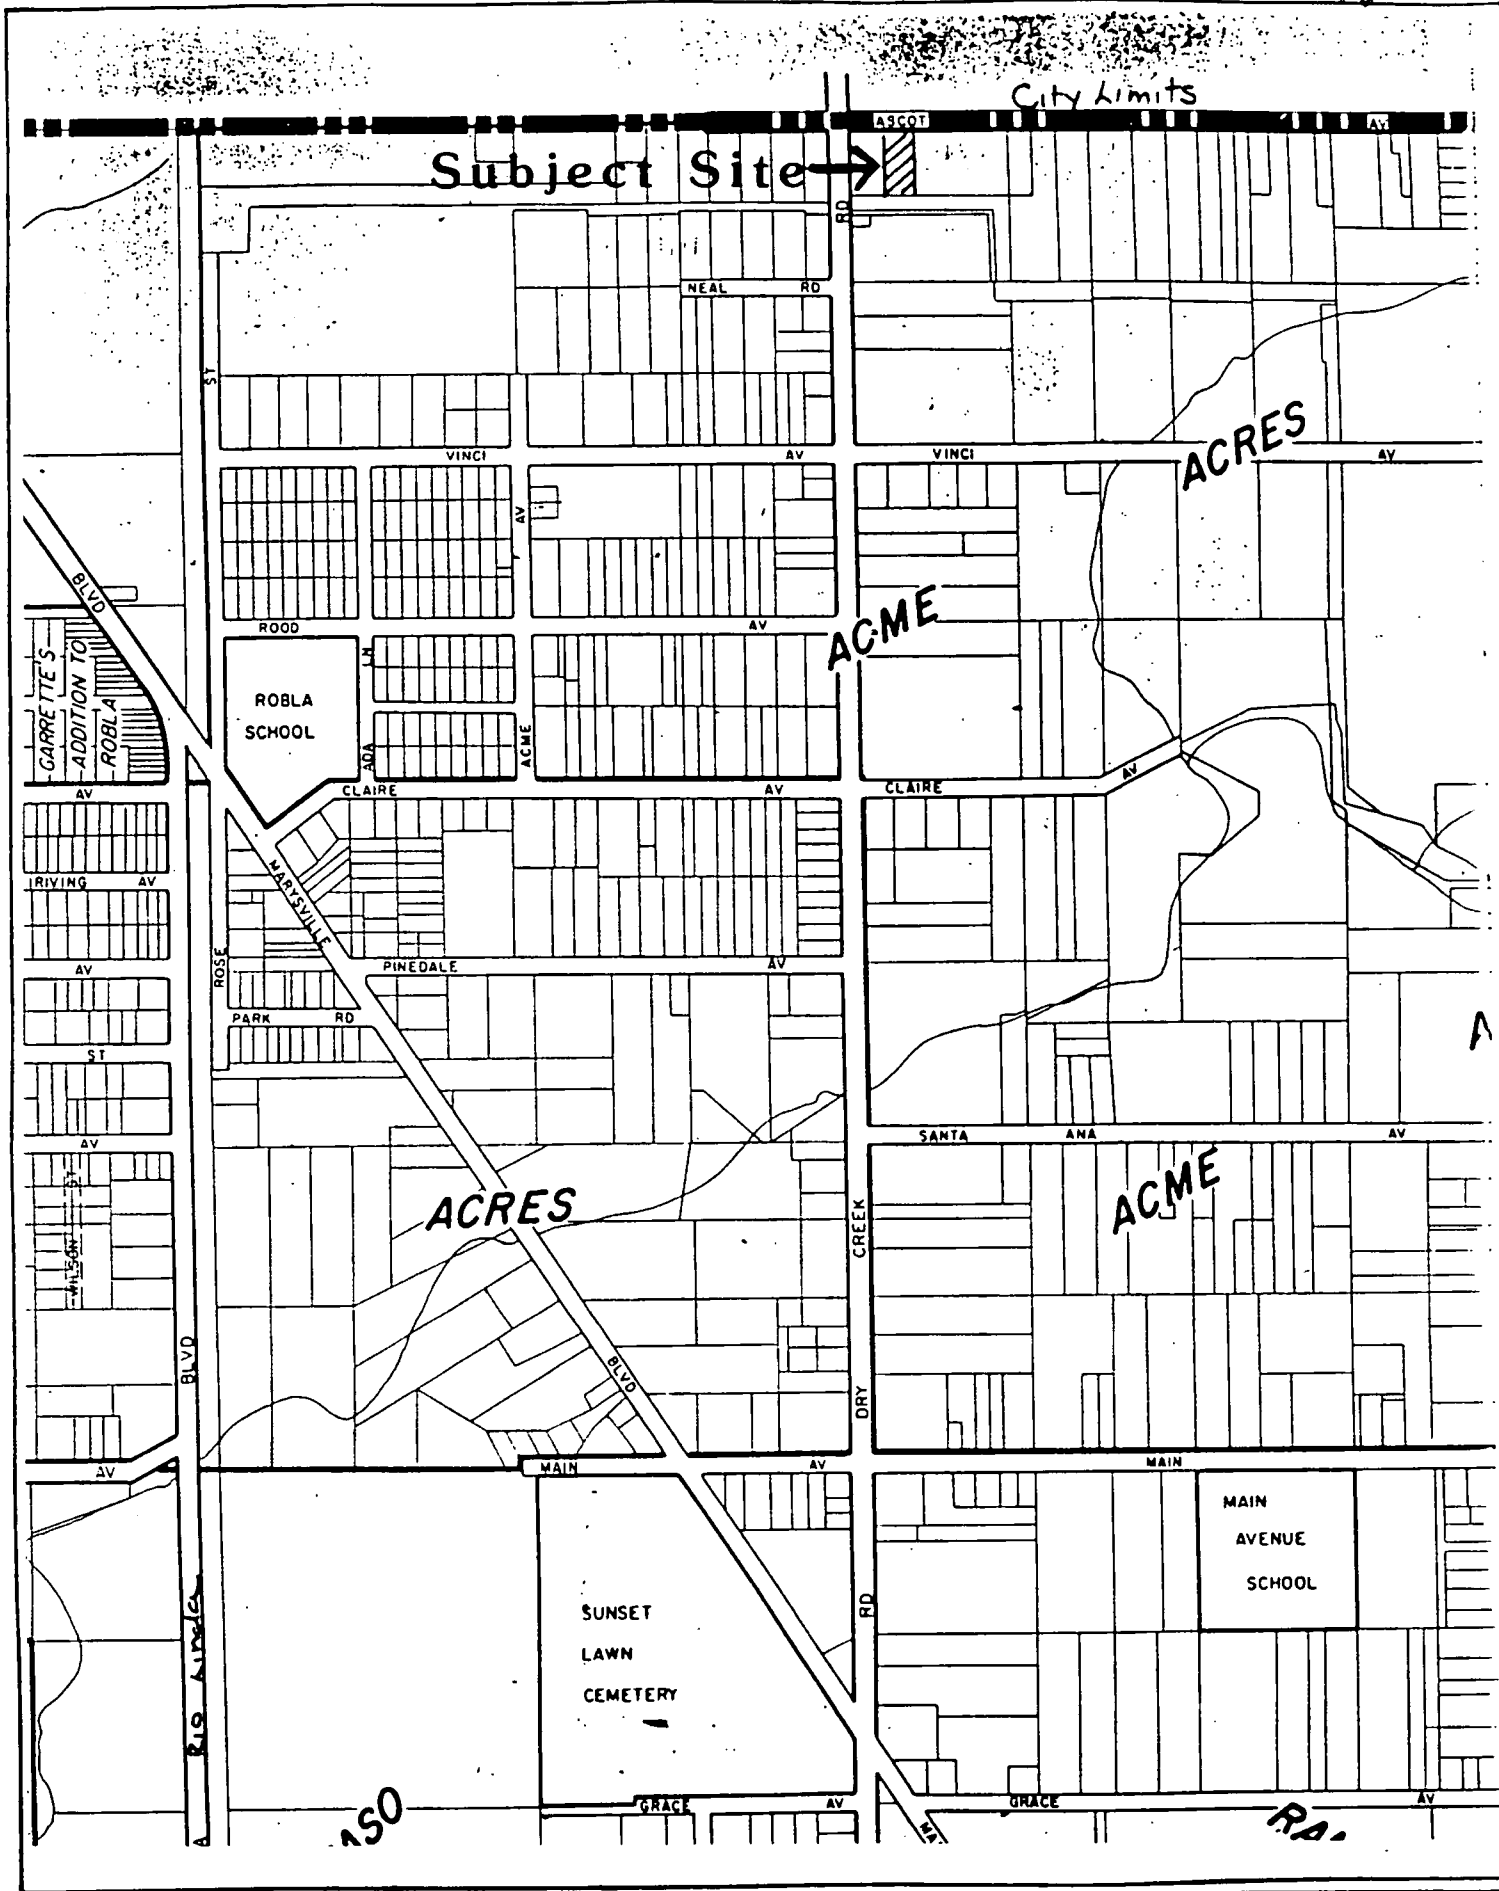 City Limits
ASCOT AV
Subject Site
RD
NEAL RD
ST
VINCI AV VINCI AV
ACRES
AV
BLVD
ACME
ROOD AV
GARRETTE'S
ADDITION TO
ROBLA
LN
ROBLA
SCHOOL
ADA
ACME
AV
CLAIRE AV CLAIRE AV
IRIVING AV
MARYSVILLE
ROSE
AV
PINEDALE AV
PARK RD
ST
AV
SANTA ANA AV
ST
WILSON
ACRES
ACME
CREEK
BLVD
BLVD
DRY
AV
MAIN AV MAIN
MAIN
AVENUE
SCHOOL
RD
SUNSET
LAWN
CEMETERY
Rio Linda
GRACE AV GRACE AV
ASO
MA